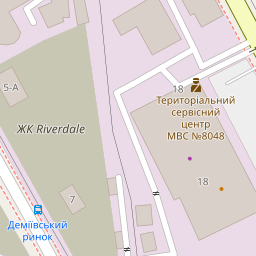 5-А
18
Територіальний
сервісний
центр
МВС №8048
ЖК Riverdale
18
7
Деміївський
ринок